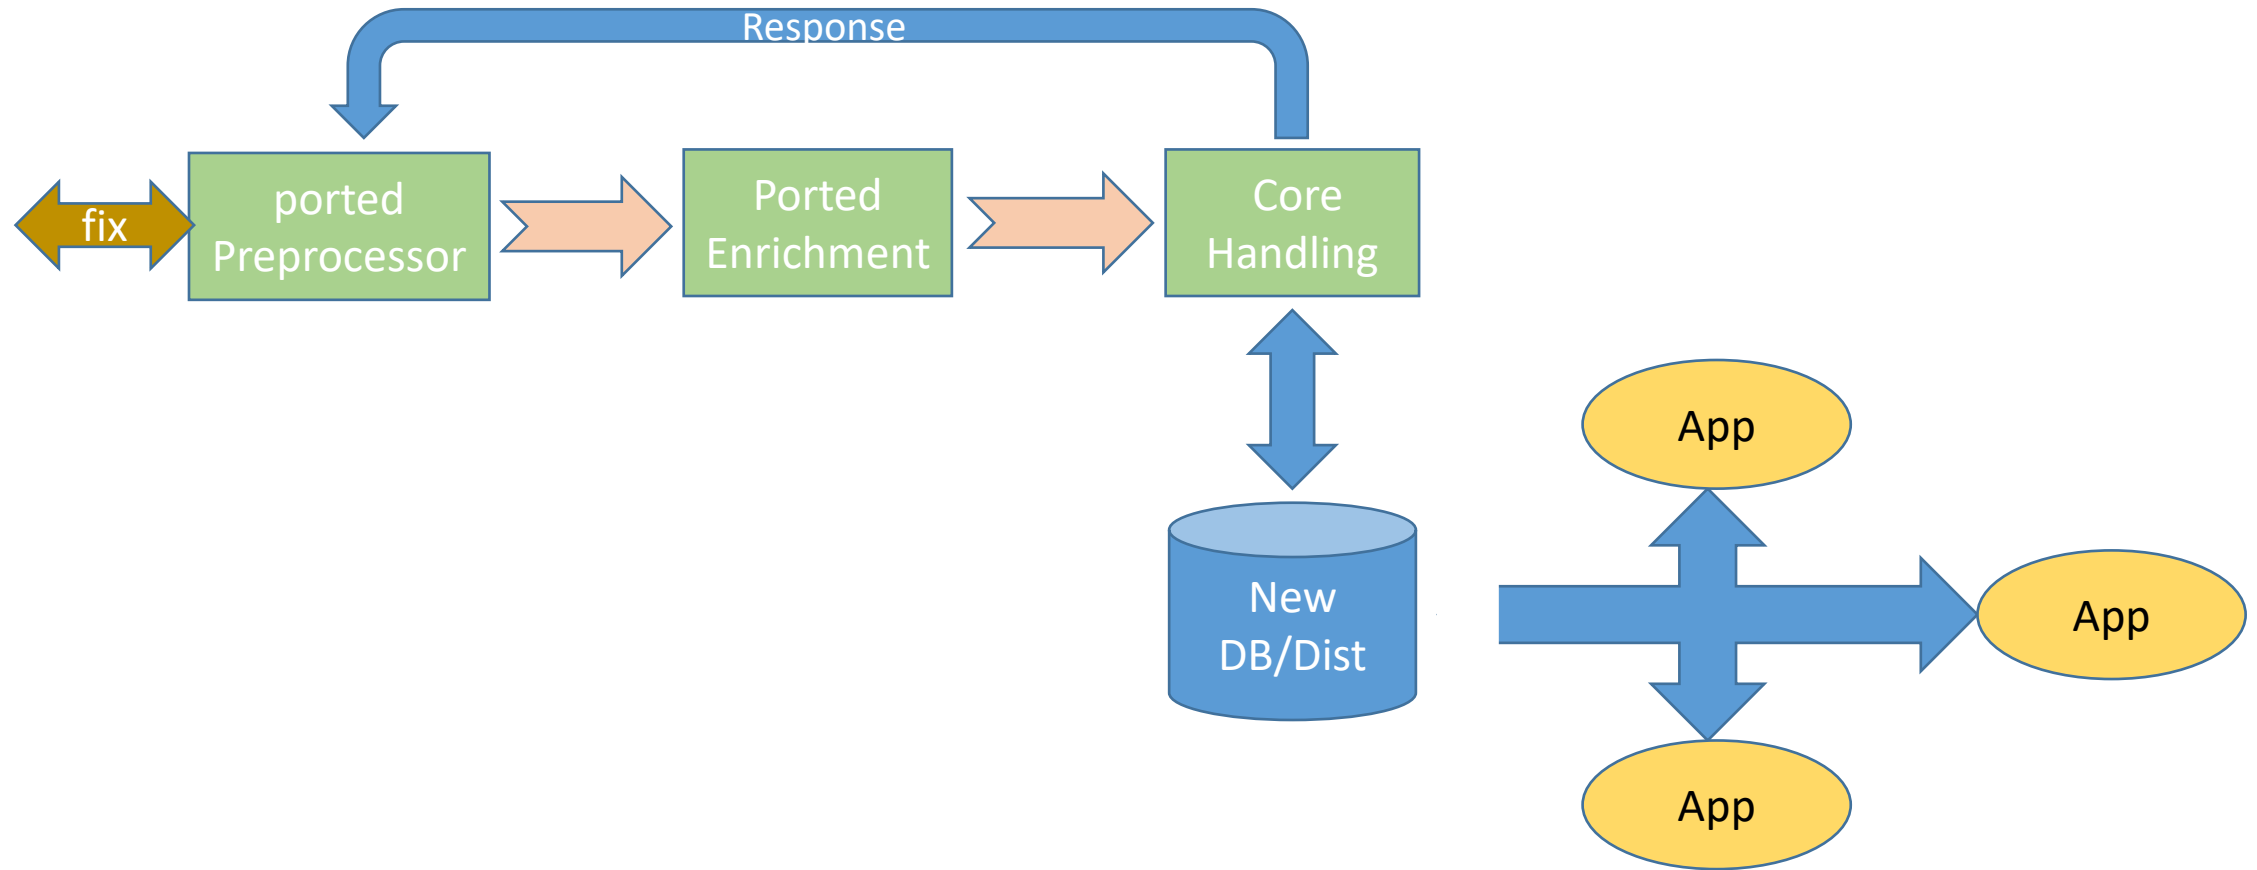 Response
fix
ported
Preprocessor
Ported
Enrichment
Core
Handling
App
New
DB/Dist
App
App